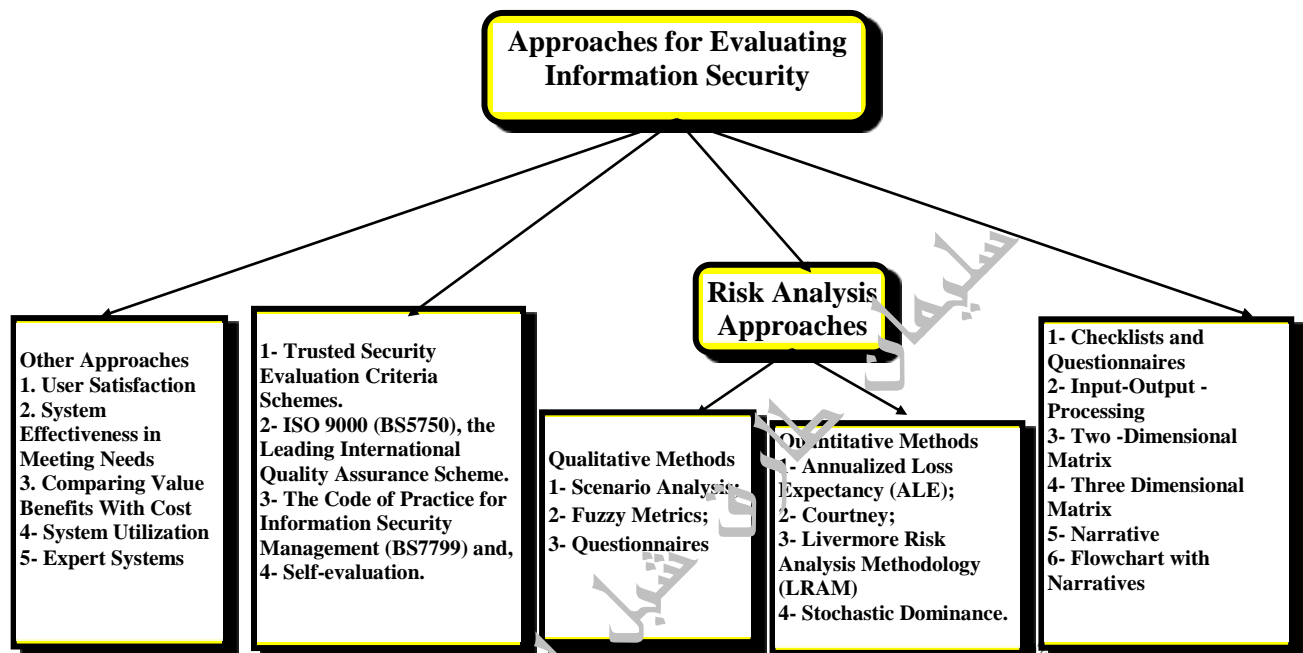 Approaches for Evaluating
Information Security
Risk Analysis
Approaches
Other Approaches
1. User Satisfaction
2. System
Effectiveness in
Meeting Needs
3. Comparing Value
Benefits With Cost
4- System Utilization
5- Expert Systems
1- Trusted Security
Evaluation Criteria
Schemes.
2- ISO 9000 (BS5750), the
Leading International
Quality Assurance Scheme.
3- The Code of Practice for
Information Security
Management (BS7799) and,
4- Self-evaluation.
Qualitative Methods
1- Scenario Analysis;
2- Fuzzy Metrics;
3- Questionnaires
Quantitative Methods
1- Annualized Loss
Expectancy (ALE);
2- Courtney;
3- Livermore Risk
Analysis Methodology
(LRAM)
4- Stochastic Dominance.
1- Checklists and
Questionnaires
2- Input-Output -
Processing
3- Two -Dimensional
Matrix
4- Three Dimensional
Matrix
5- Narrative
6- Flowchart with
Narratives